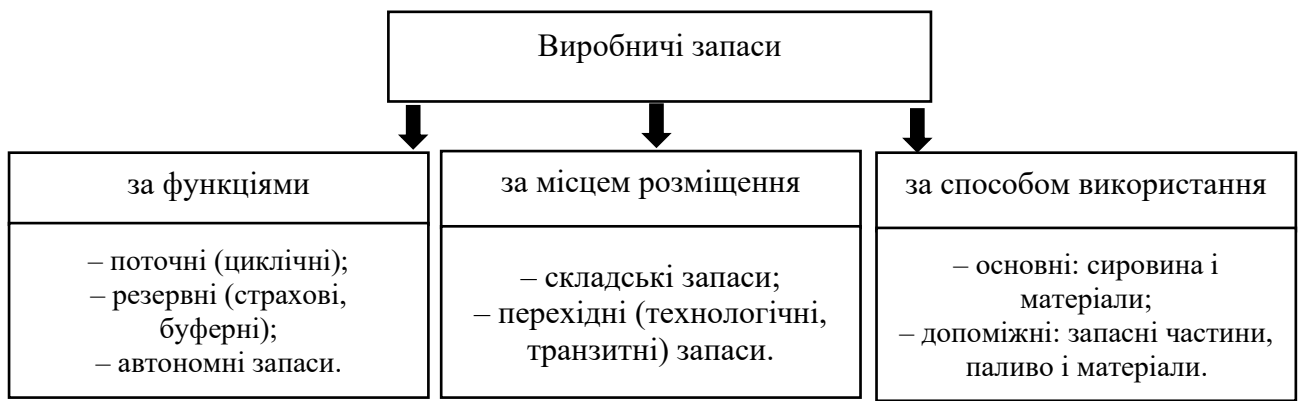 Виробничі запаси
за функціями
– поточні (циклічні);
– резервні (страхові,
буферні);
– автономні запаси.
за місцем розміщення
– складські запаси;
– перехідні (технологічні,
транзитні) запаси.
за способом використання
– основні: сировина і
матеріали;
– допоміжні: запасні частини,
паливо і матеріали.